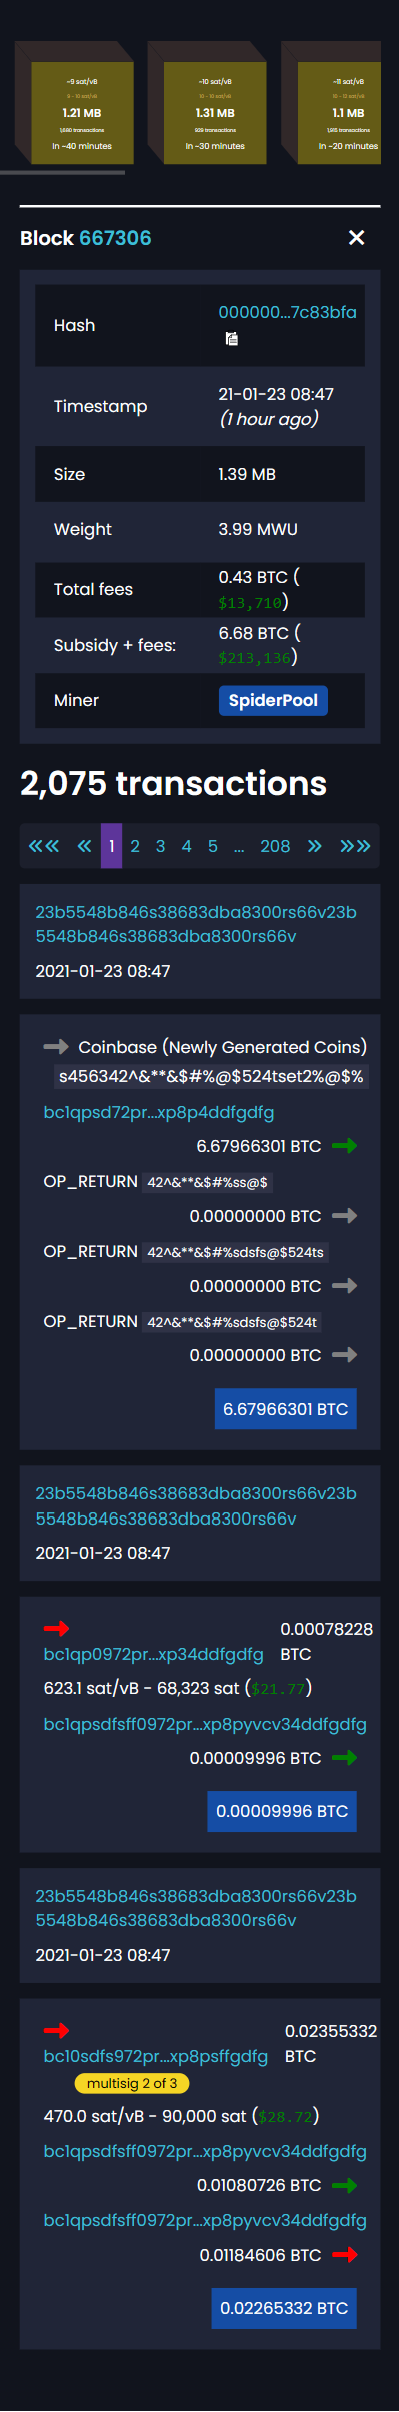 ~9 sat/vB
9 - 10 sat/vB
1.21 MB
1,680 transactions
In ~40 minutes
~10 sat/vB
10 - 10 sat/vB
1.31 MB
929 transactions
In ~30 minutes
~11 sat/vB
10 - 12 sat/vB
1.1 MB
1,915 transactions
In ~20 minutes
Block 667306
Hash
000000...7c83bfa
Timestamp
21-01-23 08:47
(1 hour ago)
Size
1.39 MB
Weight
3.99 MWU
Total fees
0.43 BTC (
$13,710)
Subsidy + fees:
6.68 BTC (
$213,136)
Miner
SpiderPool
2,075 transactions
1 2 3 4 5 ... 208
23b5548b846s38683dba8300rs66v23b
5548b846s38683dba8300rs66v
2021-01-23 08:47
Coinbase (Newly Generated Coins)
s456342^&**&$#%@$524tset2%@$%
bc1qpsd72pr...xp8p4ddfgdfg
6.67966301 BTC
OP_RETURN 42^&**&$#%ss@$
0.00000000 BTC
OP_RETURN 42^&**&$#%sdsfs@$524ts
0.00000000 BTC
OP_RETURN 42^&**&$#%sdsfs@$524t
0.00000000 BTC
6.67966301 BTC
23b5548b846s38683dba8300rs66v23b
5548b846s38683dba8300rs66v
2021-01-23 08:47
bc1qp0972pr...xp34ddfgdfg
0.00078228
BTC
623.1 sat/vB - 68,323 sat ($21.77)
bc1qpsdfsff0972pr...xp8pyvcv34ddfgdfg
0.00009996 BTC
0.00009996 BTC
23b5548b846s38683dba8300rs66v23b
5548b846s38683dba8300rs66v
2021-01-23 08:47
bc10sdfs972pr...xp8psffgdfg
0.02355332
BTC
multisig 2 of 3
470.0 sat/vB - 90,000 sat ($28.72)
bc1qpsdfsff0972pr...xp8pyvcv34ddfgdfg
0.01080726 BTC
bc1qpsdfsff0972pr...xp8pyvcv34ddfgdfg
0.01184606 BTC
0.02265332 BTC